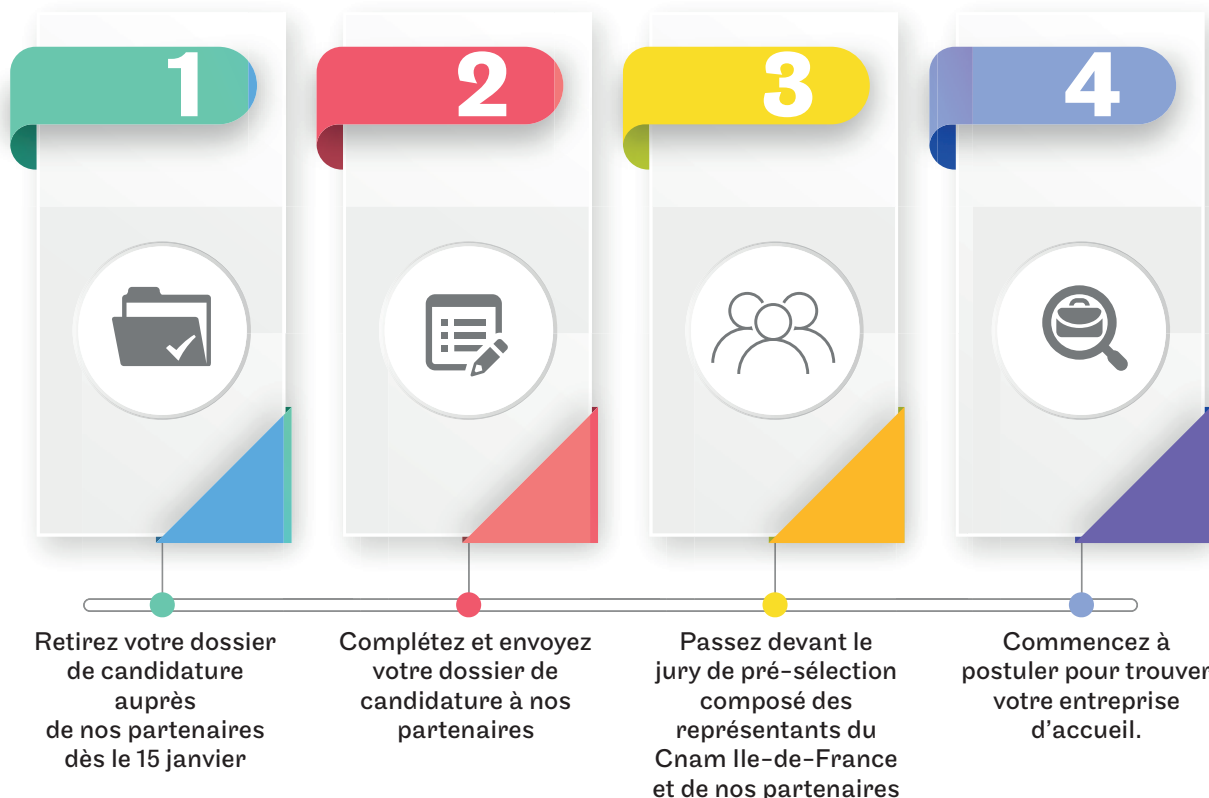 1
2
3
4
Retirez votre dossier
de candidature
auprès
de nos partenaires
dès le 15 janvier
Complétez et envoyez
votre dossier de
candidature à nos
partenaires
Passez devant le
jury de pré-sélection
composé des
représentants du
Cnam Ile-de-France
et de nos partenaires
Commencez à
postuler pour trouver
votre entreprise
d'accueil.